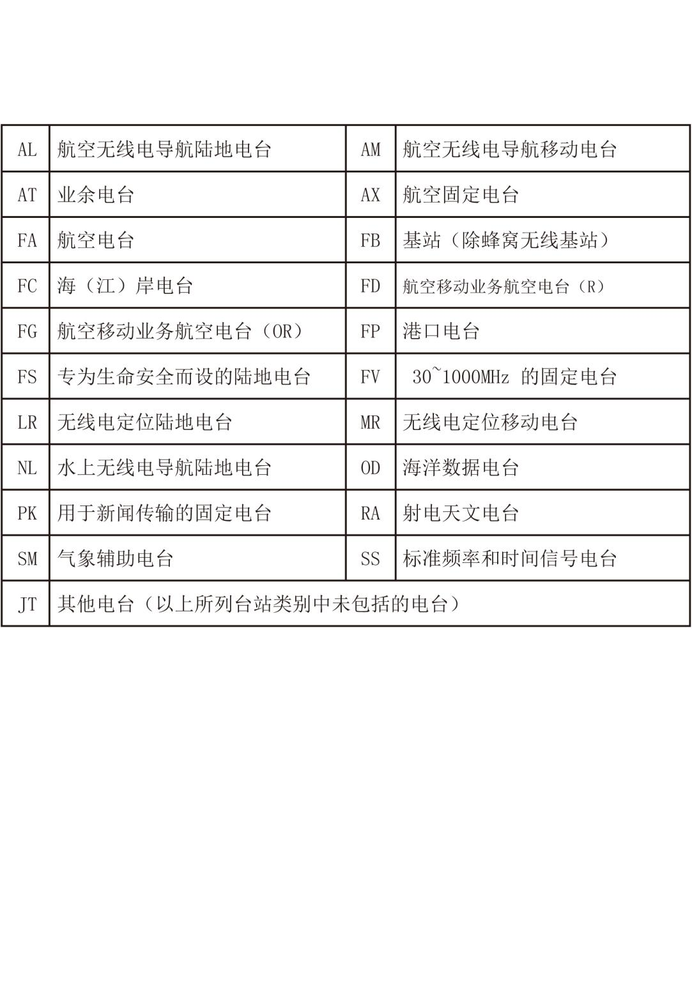 AL 航空无线电导航陆地电台 AM 航空无线电导航移动电台
AT 业余电台 AX 航空固定电台
FA 航空电台 FB 基站（除蜂窝无线基站）
FC 海（江）岸电台 FD 航空移动业务航空电台（R）
FG 航空移动业务航空电台（OR） FP 港口电台
FS 专为生命安全而设的陆地电台 FV 30~1000MHz 的固定电台
LR 无线电定位陆地电台 MR 无线电定位移动电台
NL 水上无线电导航陆地电台 OD 海洋数据电台
PK 用于新闻传输的固定电台 RA 射电天文电台
SM 气象辅助电台 SS 标准频率和时间信号电台
JT 其他电台（以上所列台站类别中未包括的电台）